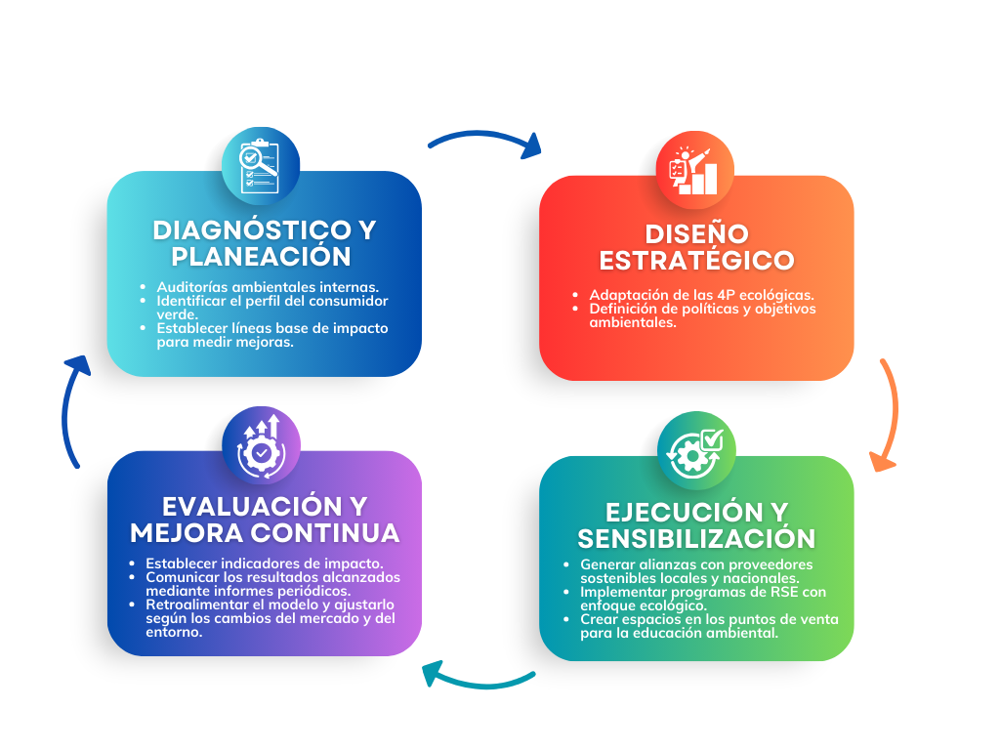 DIAGNÓSTICO Y
PLANEACIÓN
• Auditorías ambientales internas.
• Identificar el perfil del consumidor
verde.
• Establecer líneas base de impacto
para medir mejoras.
DISEÑO
ESTRATÉGICO
• Adaptación de las 4P ecológicas.
• Definición de políticas y objetivos
ambientales.
EVALUACIÓN Y
MEJORA CONTINUA
• Establecer indicadores de impacto.
• Comunicar los resultados alcanzados
mediante informes periódicos.
• Retroalimentar el modelo y ajustarlo
según los cambios del mercado y del
entorno.
EJECUCIÓN Y
SENSIBILIZACIÓN
• Generar alianzas con proveedores
sostenibles locales y nacionales.
• Implementar programas de RSE con
enfoque ecológico.
• Crear espacios en los puntos de venta
para la educación ambiental.